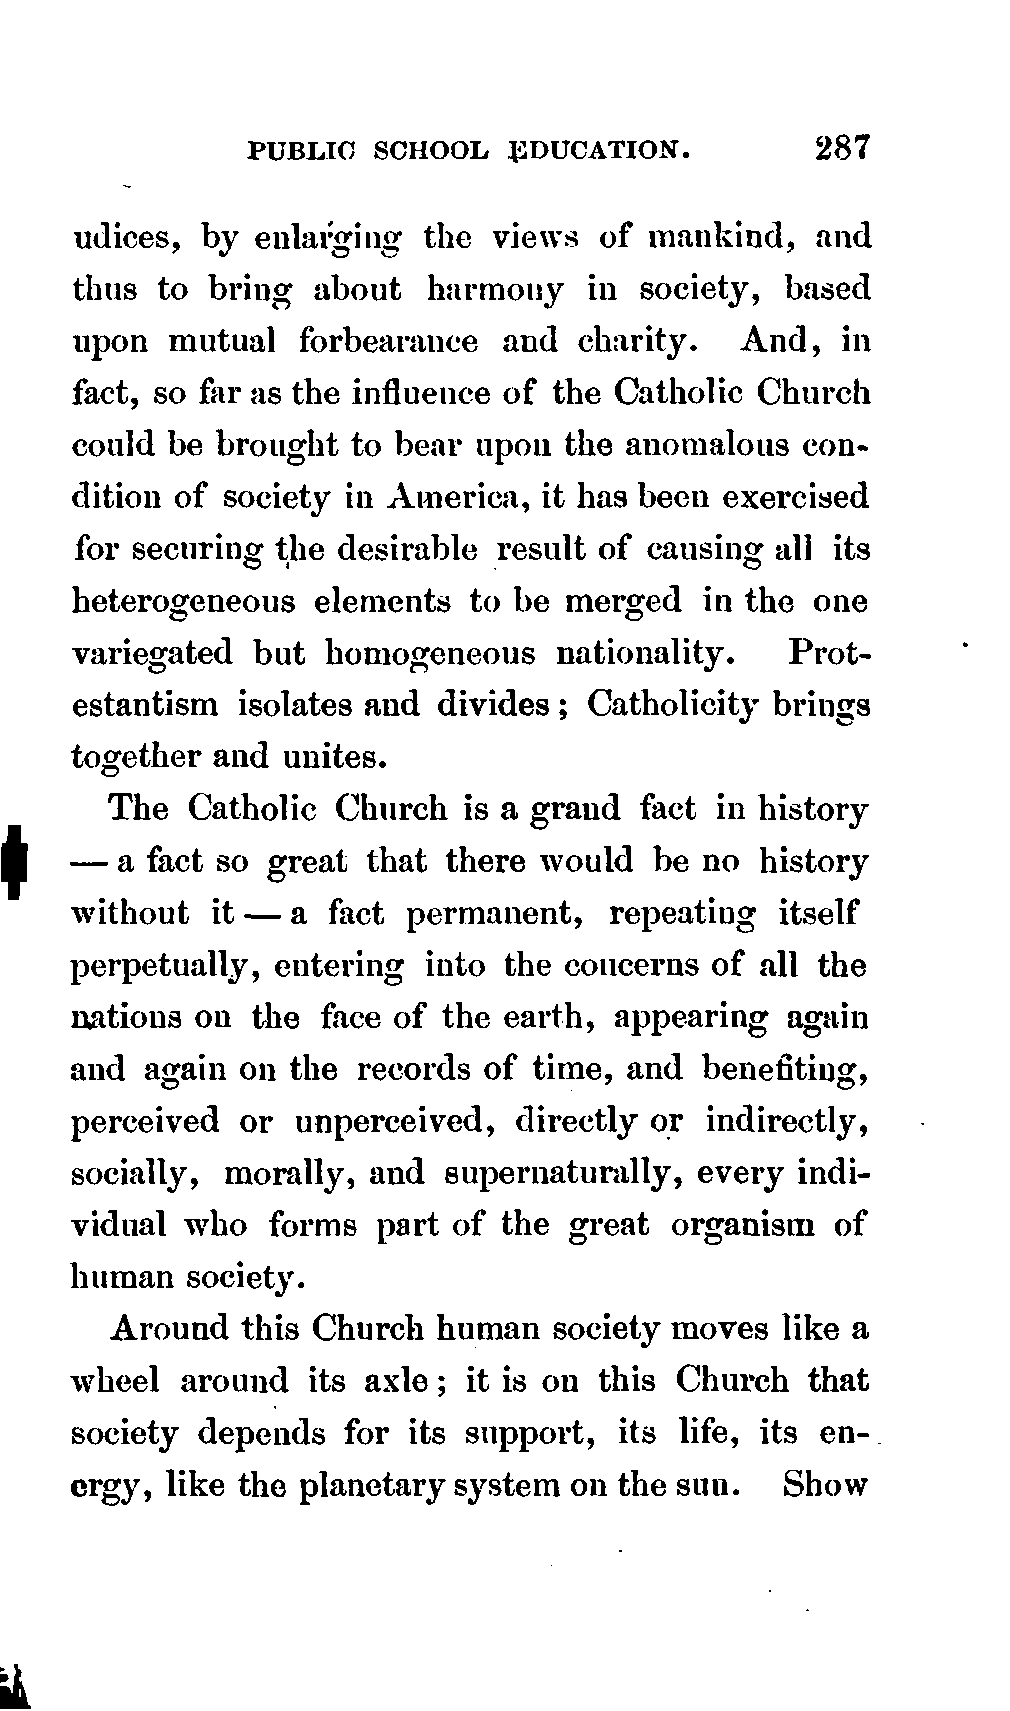 PUBLIC SCHOOL EDUCATION. 287
udices, by enlarging the views of mankind, and
thus to bring about harmony in society, based
upon mutual forbearance and charity. And, in
fact, so far as the influence of the Catholic Church
could be brought to bear upon the anomalous con-
dition of society in America, it has been exercised
for securing the desirable result of causing all its
heterogeneous elements to be merged in the one
variegated but homogeneous nationality. Prot-
estantism isolates and divides; Catholicity brings
together and unites.
The Catholic Church is a grand fact in history
— a fact so great that there would be no history
without it — a fact permanent, repeating itself
perpetually, entering into the concerns of all the
nations on the face of the earth, appearing again
and again on the records of time, and benefiting,
perceived or unperceived, directly or indirectly,
socially, morally, and supernaturally, every indi-
vidual who forms part of the great organism of
human society.
Around this Church human society moves like a
wheel around its axle; it is on this Church that
society depends for its support, its life, its en-
ergy, like the planetary system on the sun. Show